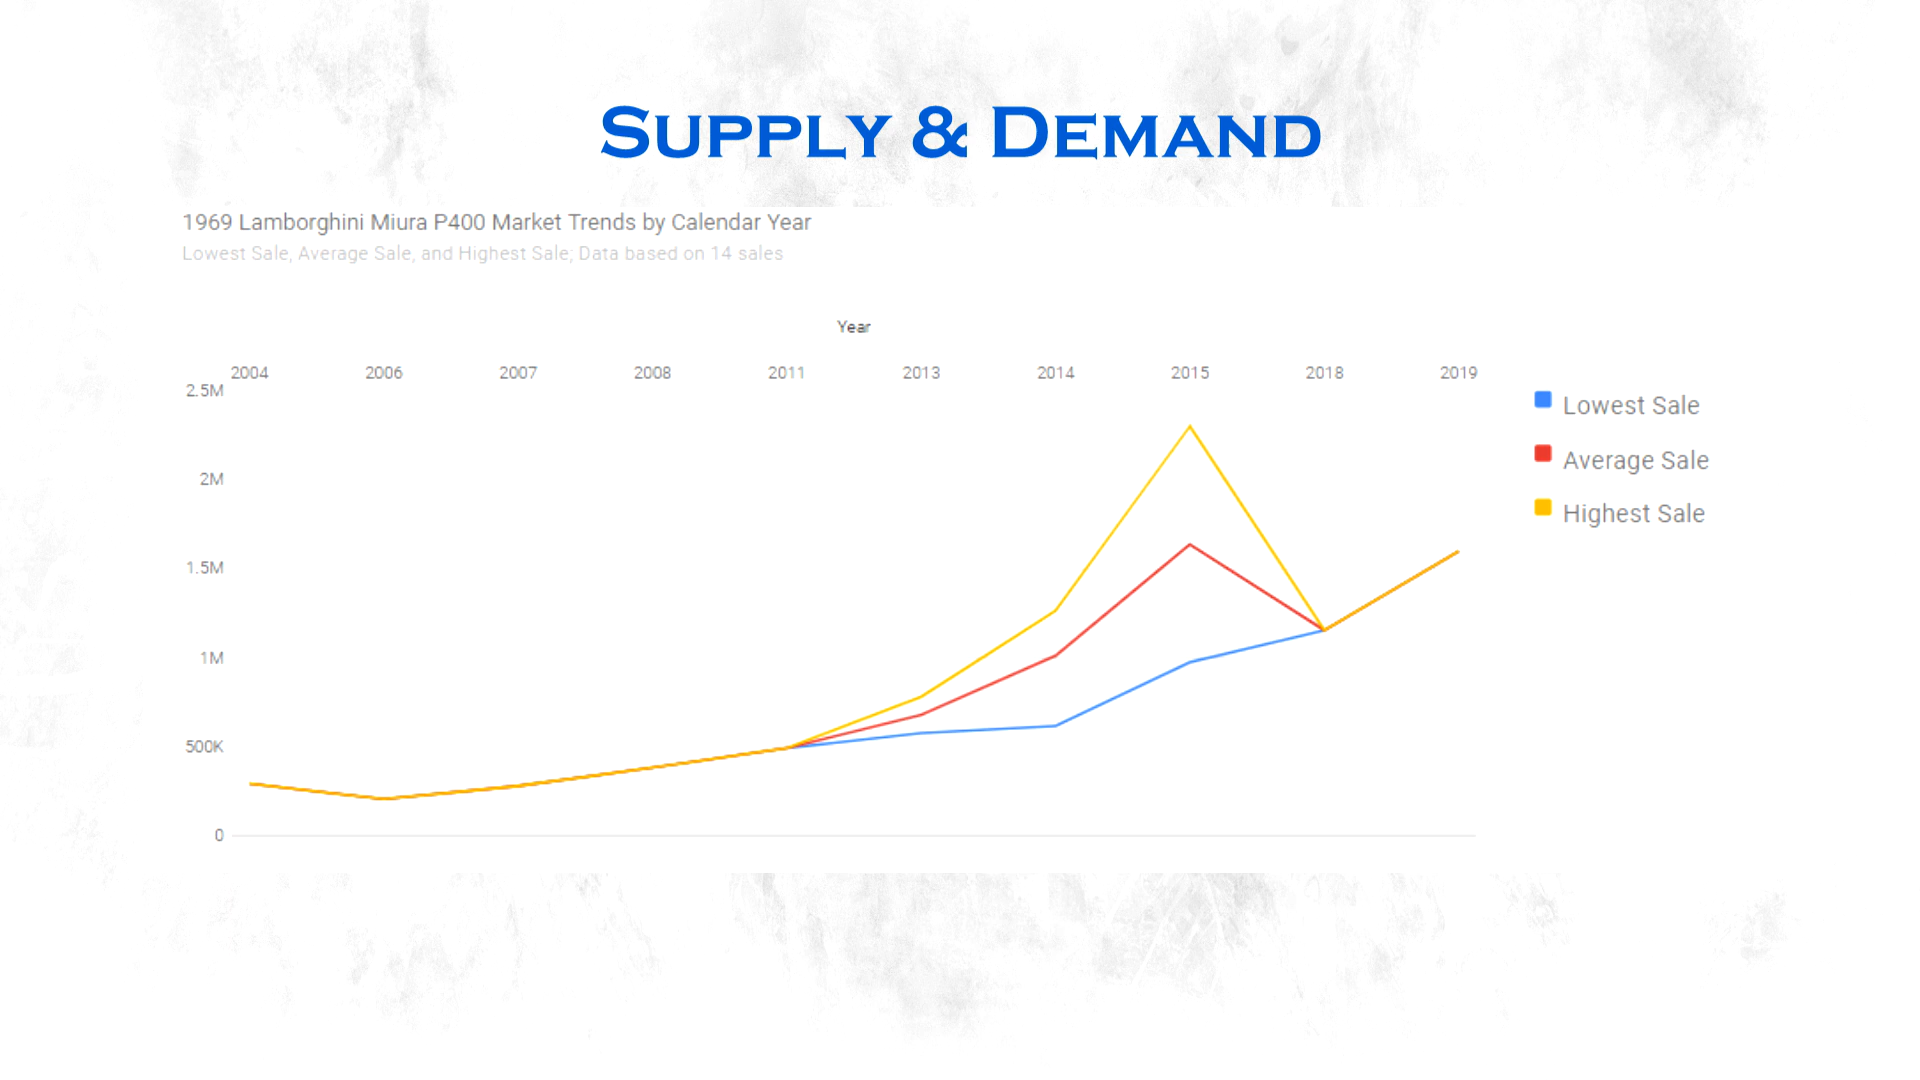 SUPPLY & DEMAND
1969 Lamborghini Miura P400 Market Trends by Calendar Year
Lowest Sale, Average Sale, and Highest Sale; Data based on 14 sales
Year
2004 2006 2007 2008 2011 2013 2014 2015 2018 2019
2.5M
2M
1.5M
1M
500K
0
Lowest Sale
Average Sale
Highest Sale